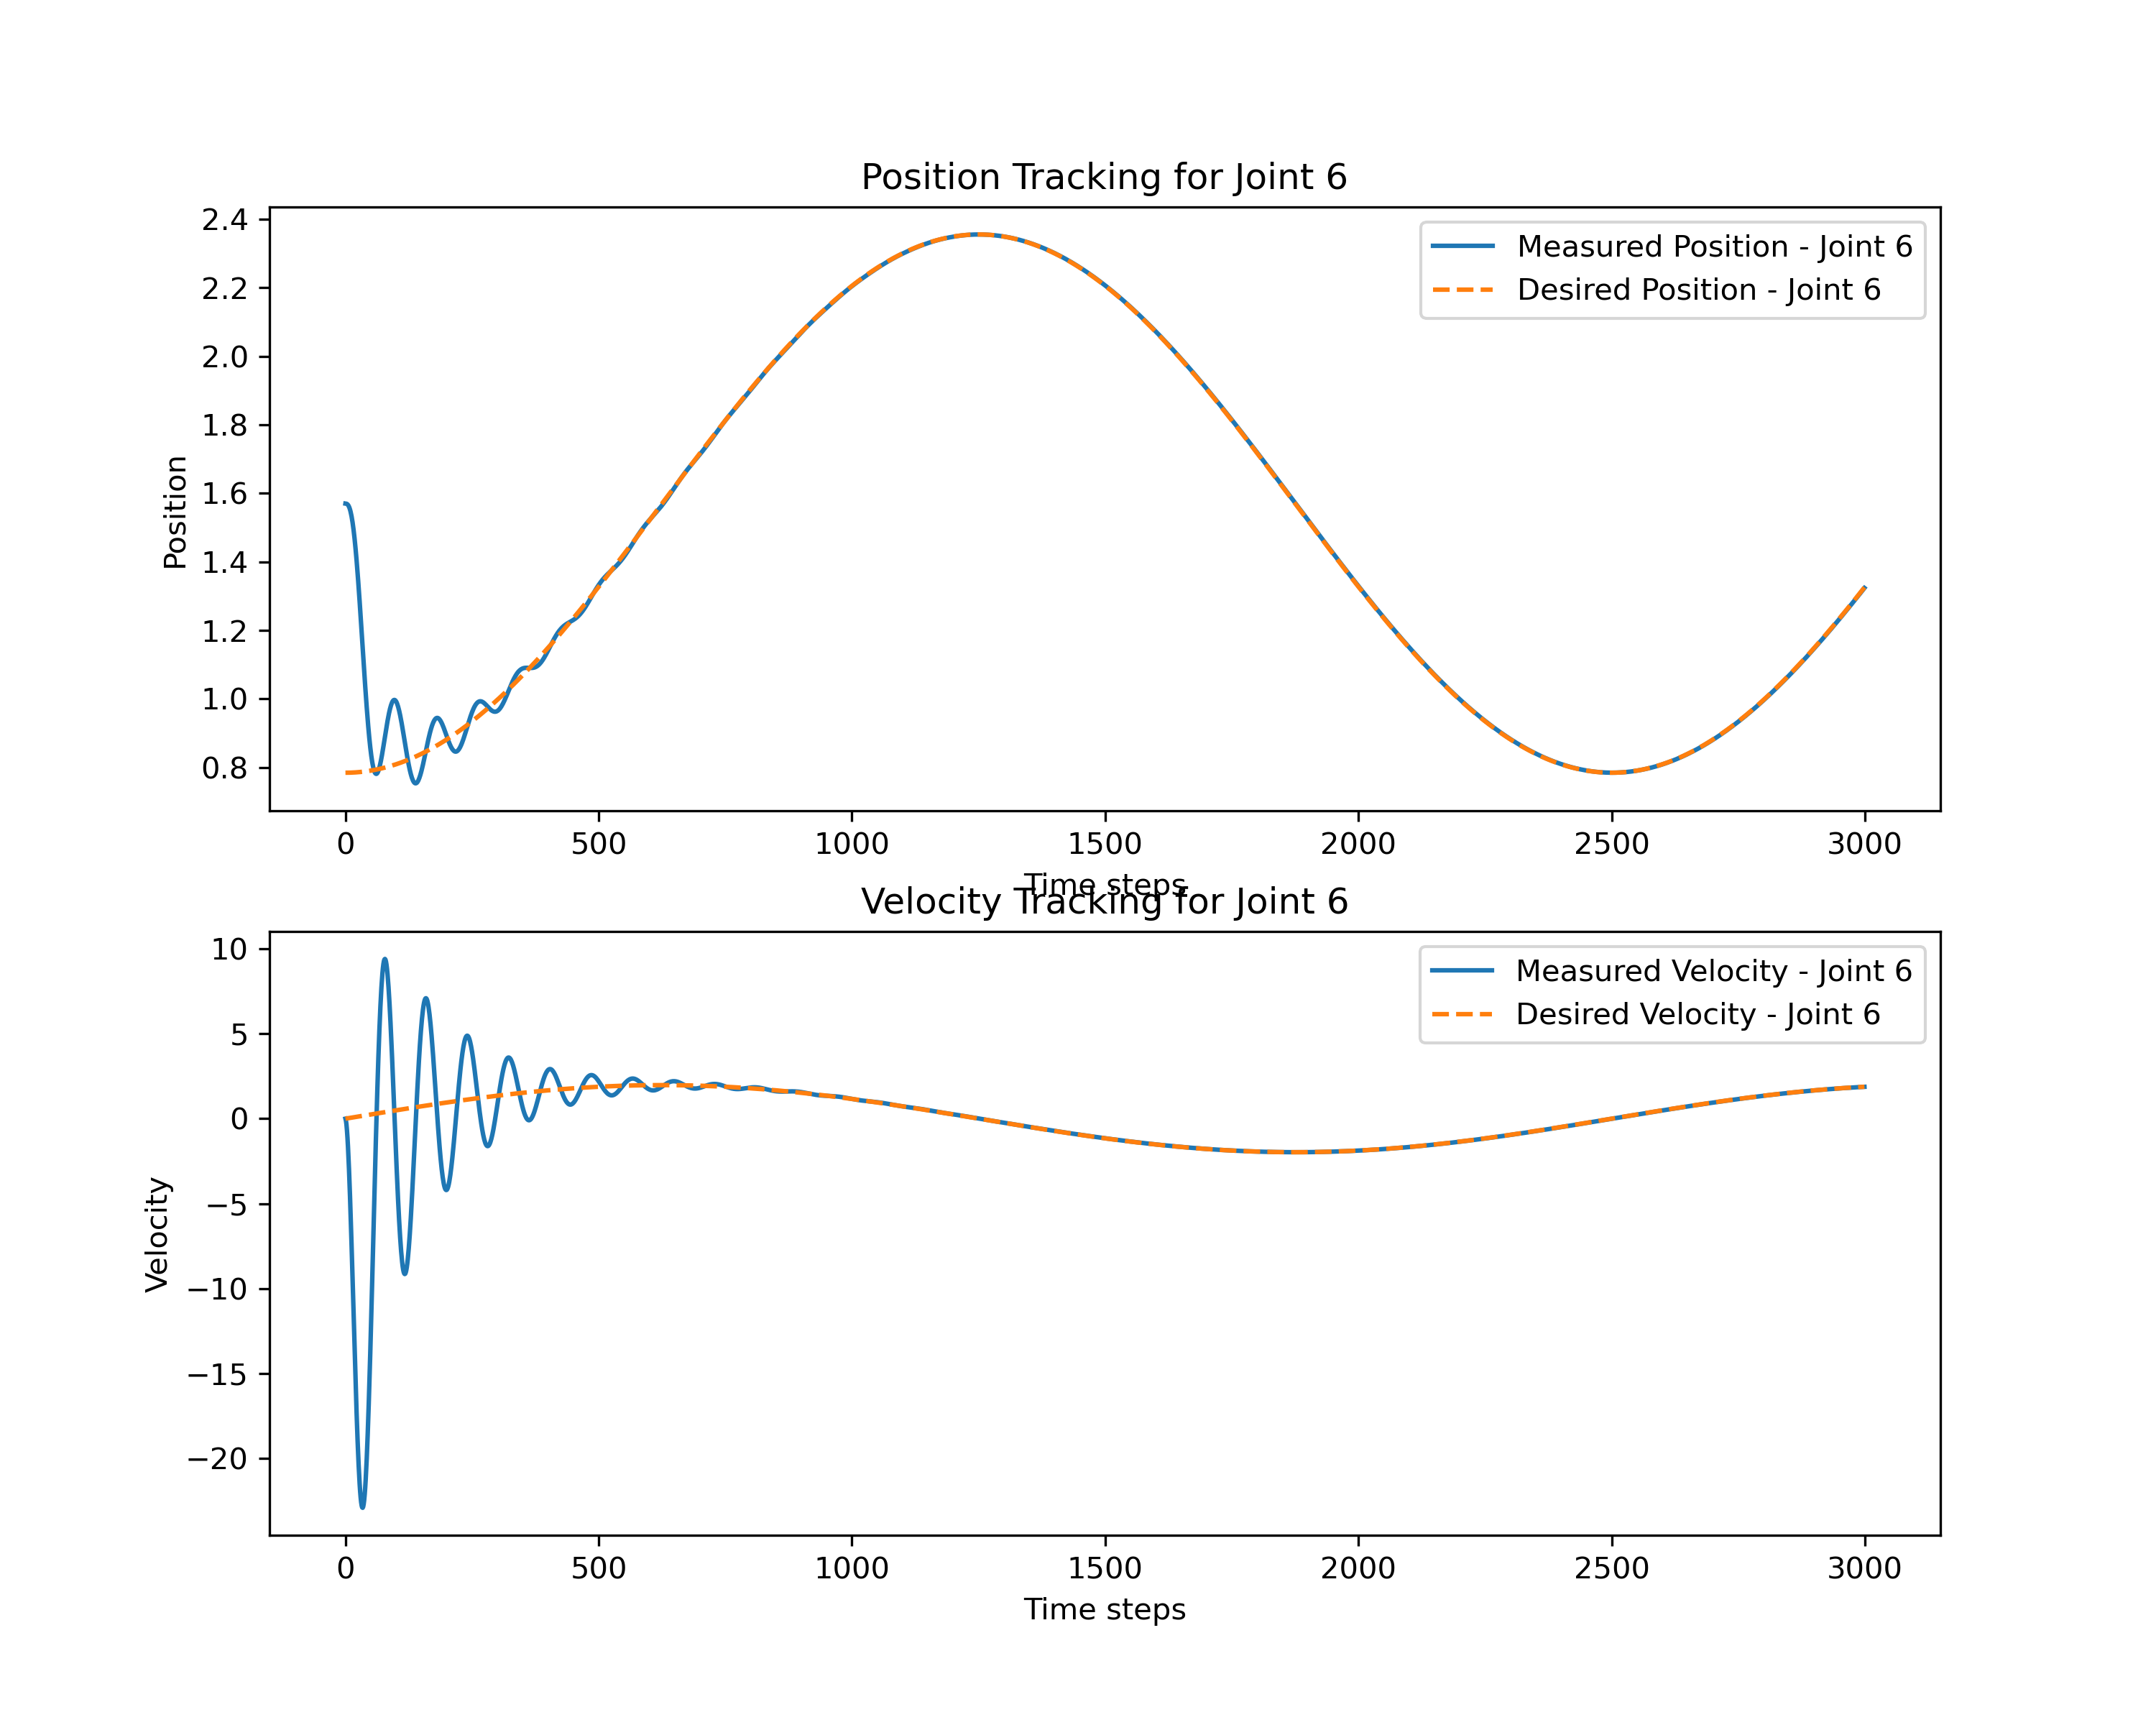 Position Tracking for Joint 6
2.4
2.2
2.0
1.8
1.6
1.4
1.2
1.0
0.8
Position
Measured Position - Joint 6
Desired Position - Joint 6
0 500 1000 1500 2000 2500 3000
Time steps
Velocity Tracking for Joint 6
10
5
0
−5
−10
−15
−20
Velocity
Measured Velocity - Joint 6
Desired Velocity - Joint 6
0 500 1000 1500 2000 2500 3000
Time steps